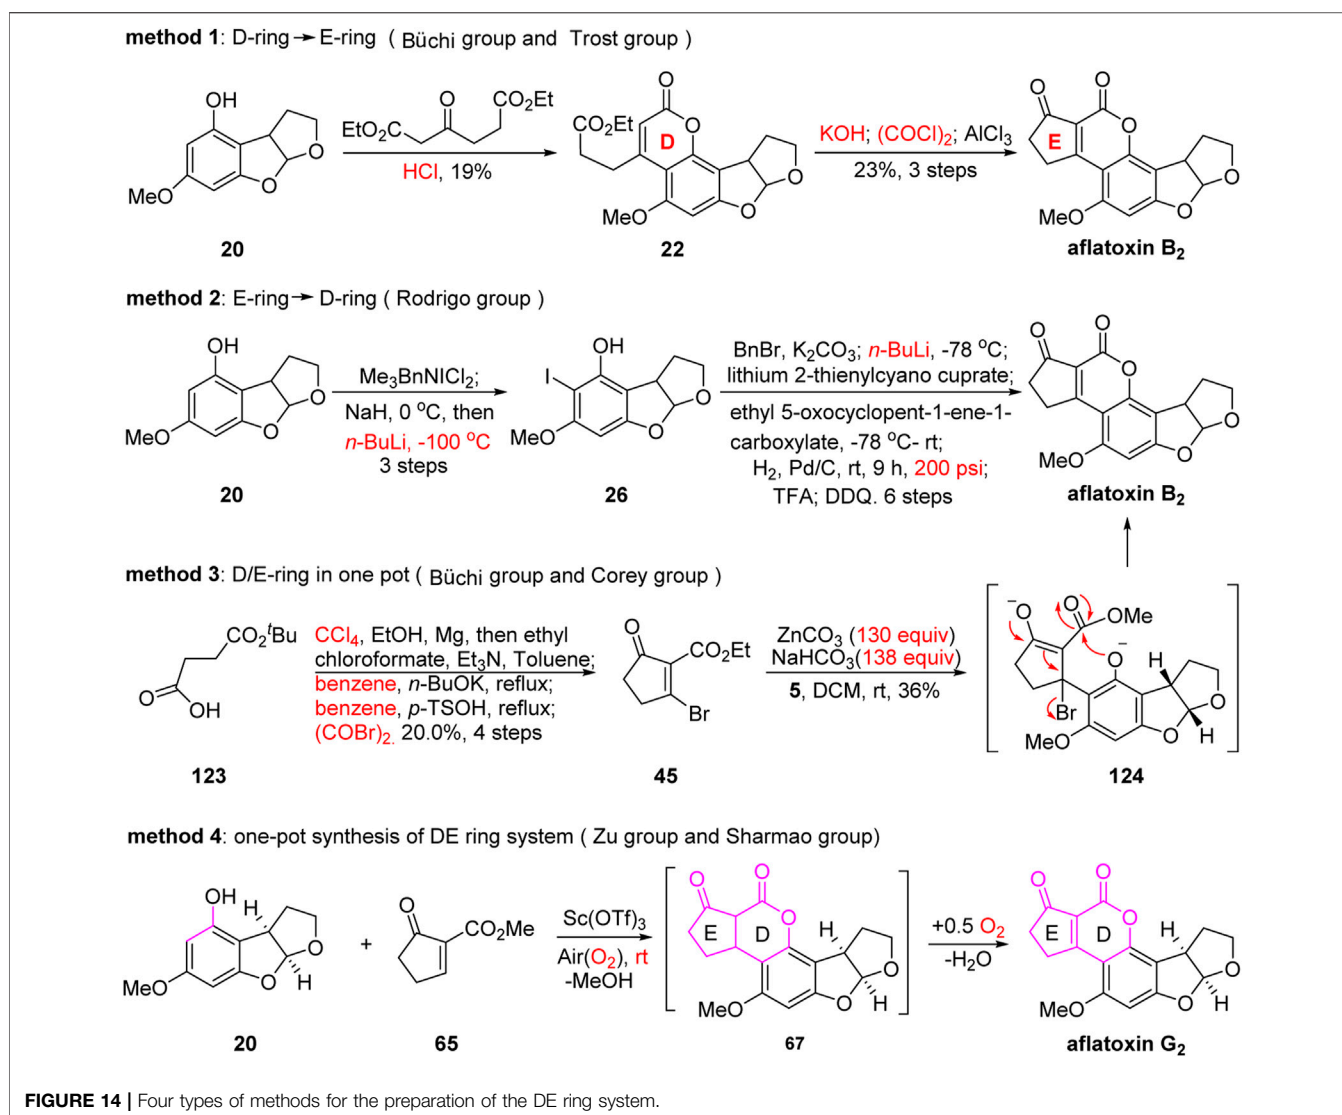 method 1: D-ring → E-ring ( Büchi group and Trost group )
OH
O
O
MeO
20
O
EtO2C
CO2Et
HCl, 19%
O
CO2Et
O
D
O
O
MeO
22
KOH; (COCl)2; AlCl3
23%, 3 steps
O
O
O
E
O
O
MeO
aflatoxin B2
method 2: E-ring → D-ring ( Rodrigo group )
OH
O
O
MeO
20
Me3BnNICl2;
NaH, 0 °C, then
n-BuLi, -100 °C
3 steps
OH
I
O
O
MeO
26
BnBr, K2CO3; n-BuLi, -78 °C;
lithium 2-thienylcyano cuprate;
ethyl 5-oxocyclopent-1-ene-1-
carboxylate, -78 °C- rt;
H2, Pd/C, rt, 9 h, 200 psi;
TFA; DDQ. 6 steps
O
O
O
O
O
MeO
aflatoxin B2
method 3: D/E-ring in one pot ( Büchi group and Corey group )
CO2tBu
O
OH
123
CCl4, EtOH, Mg, then ethyl
chloroformate, Et3N, Toluene;
benzene, n-BuOK, reflux;
benzene, p-TSOH, reflux;
(COBr)2. 20.0%, 4 steps
O
CO2Et
Br
45
ZnCO3 (130 equiv)
NaHCO3(138 equiv)
5, DCM, rt, 36%
−O
O
OMe
−
O
H
Br
O
O
MeO
H
124
method 4: one-pot synthesis of DE ring system ( Zu group and Sharmao group)
OH
H
O
O
H
MeO
20
+
O
CO2Me
65
Sc(OTf)3
Air(O2), rt
-MeOH
O
O
O
E
D
H
O
O
H
MeO
67
+0.5 O2
-H2O
O
O
O
E
D
H
O
O
H
MeO
aflatoxin G2
FIGURE 14 | Four types of methods for the preparation of the DE ring system.